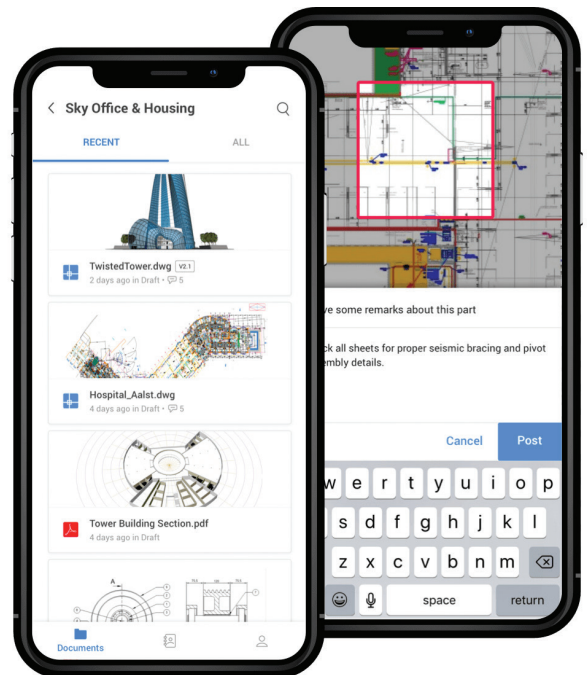 Sky Office & Housing
RECENT
ALL
TwistedTower.dwg V2.1
2 days ago in Draft • 5
Hospital_Aalst.dwg
4 days ago in Draft • 5
Tower Building Section.pdf
4 days ago in Draft
A
Documents
ve some remarks about this part
ck all sheets for proper seismic bracing and pivot
embly details.
Cancel
Post
w e r t y u i o p
s d f g h j k l
z x c v b n m
space
return